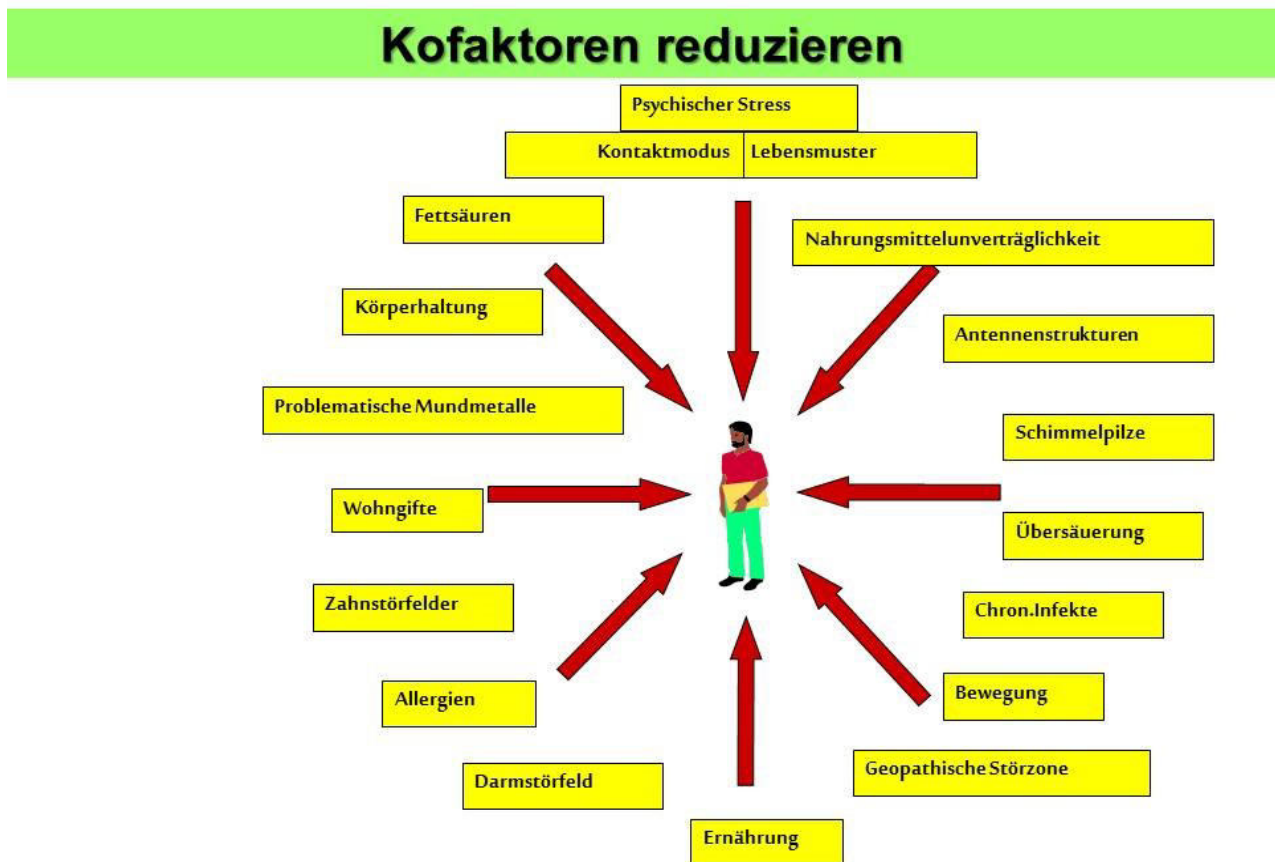 Kofaktoren reduzieren
Psychischer Stress
Kontaktmodus Lebensmuster
Fettsäuren
Nahrungsmittelunverträglichkeit
Körperhaltung
Antennenstrukturen
Problematische Mundmetalle
Schimmelpilze
Wohngifte
Übersäuerung
Zahnstörfelder
Chron.Infekte
Allergien
Bewegung
Darmstörfeld
Geopathische Störzone
Ernährung